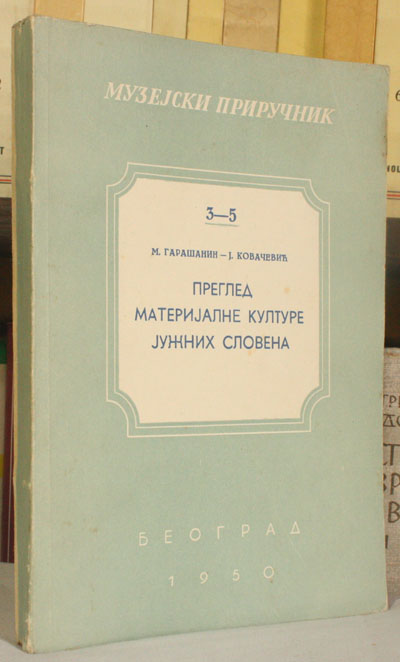 МУЗЕЈСКИ ПРИРУЧНИК
3—5
М. ГАРАШАНИН — Ј. КОВАЧЕВИЋ
ПРЕГЛЕД
МАТЕРИЈАЛНЕ КУЛТУРЕ
ЈУЖНИХ СЛОВЕНА
БЕОГРАД
1950